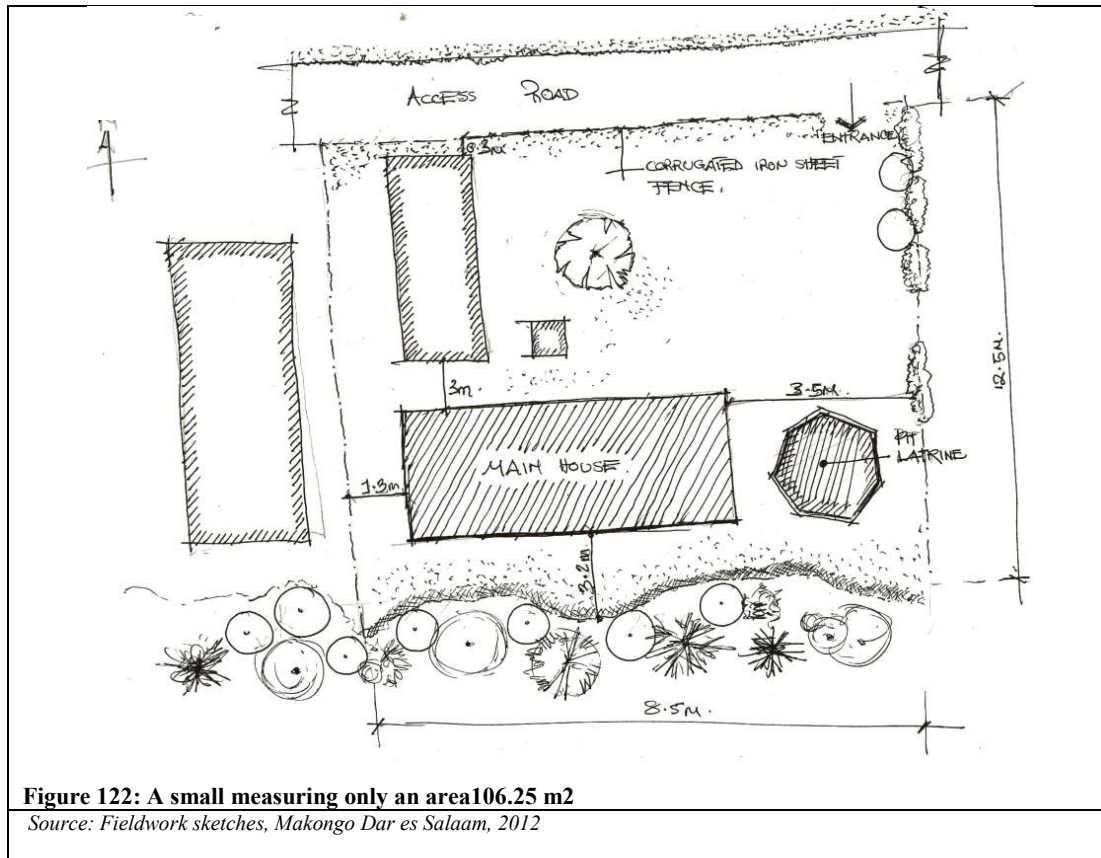 ACCESS ROAD
ENTRANCE
0.3m
CORRUGATED IRON SHEET
FENCE.
3m.
3.5M.
12.5M.
PIT
LATRINE
MAIN HOUSE.
1.3m.
3.2m.
8.5M.
Figure 122: A small measuring only an area106.25 m2
Source: Fieldwork sketches, Makongo Dar es Salaam, 2012